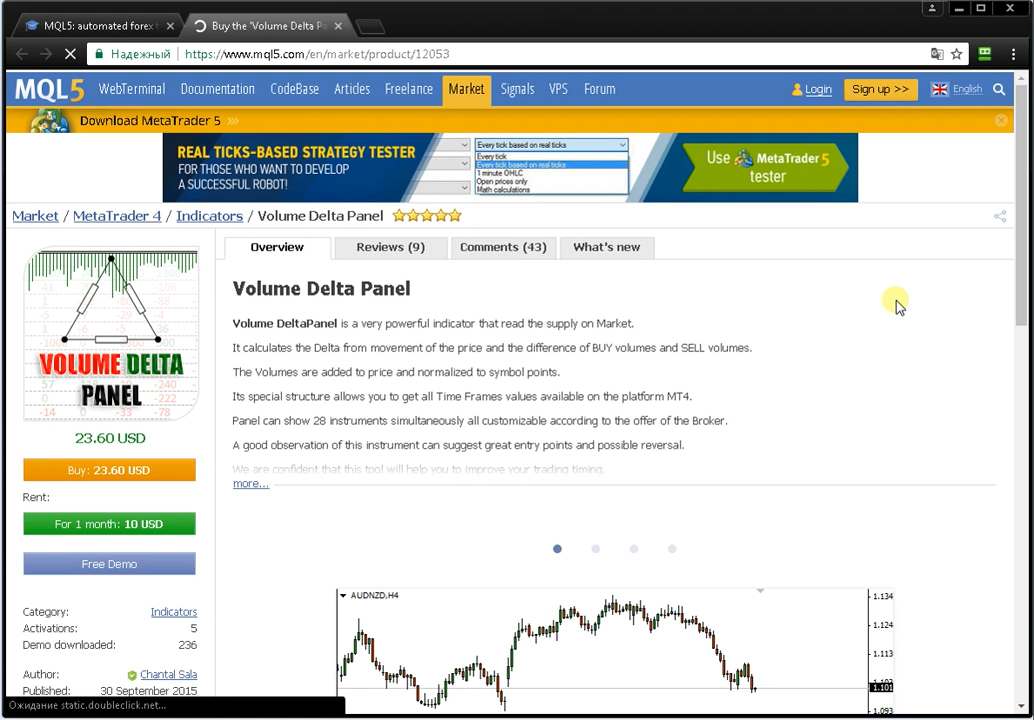 MQL5: automated forex t
Buy the 'Volume Delta Pa
Надежный https://www.mql5.com/en/market/product/12053
MQL5 WebTerminal Documentation CodeBase Articles Freelance Market Signals VPS Forum Login Sign up >> English
Download MetaTrader 5
REAL TICKS-BASED STRATEGY TESTER
FOR THOSE WHO WANT TO DEVELOP
A SUCCESSFUL ROBOT!
Every tick based on real ticks
Every tick
Every tick based on real ticks
1 minute OHLC
Open prices only
Math calculations
Use MetaTrader 5
tester
Market / MetaTrader 4 / Indicators / Volume Delta Panel
Overview Reviews (9) Comments (43) What's new
VOLUME DELTA
PANEL
23.60 USD
Buy: 23.60 USD
Rent:
For 1 month: 10 USD
Free Demo
Category: Indicators
Activations: 5
Demo downloaded: 236
Author: Chantal Sala
Published: 30 September 2015
Volume Delta Panel
Volume DeltaPanel is a very powerful indicator that read the supply on Market.
It calculates the Delta from movement of the price and the difference of BUY volumes and SELL volumes.
The Volumes are added to price and normalized to symbol points.
Its special structure allows you to get all Time Frames values available on the platform MT4.
Panel can show 28 instruments simultaneously all customizable according to the offer of the Broker.
A good observation of this instrument can suggest great entry points and possible reversal.
We are confident that this tool will help you to improve your trading timing.
more...
AUDNZD,H4
1.134
1.124
1.113
1.101
1.093
Ожидание static.doubleclick.net...